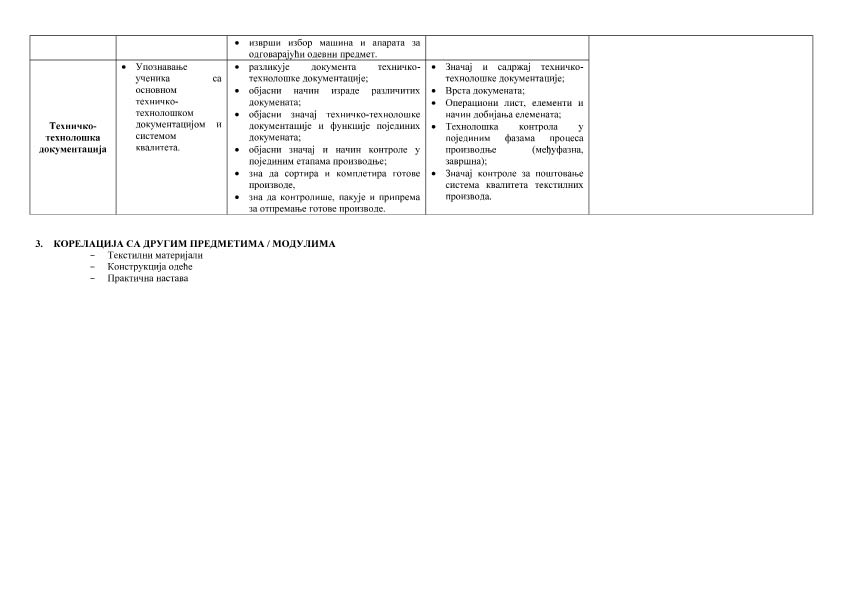 • изврши избор машина и апарата за
одговарајући одевни предмет.
Техничко-
технолошка
документација
• Упознавање
ученика са
основном
техничко-
технолошком
документацијом и
системом
квалитета.
• разликује документа техничко-
технолошке документације;
• објасни начин израде различитих
докумената;
• објасни значај техничко-технолошке
документације и функције појединих
докумената;
• објасни значај и начин контроле у
појединим етапама производње;
• зна да сортира и комплетира готове
производе,
• зна да контролише, пакује и припрема
за отпремање готове производе.
• Значај и садржај техничко-
технолошке документације;
• Врста докумената;
• Операциони лист, елементи и
начин добијања елемената;
• Технолошка контрола у
појединим фазама процеса
производње (међуфазна,
завршна);
• Значај контроле за поштовање
система квалитета текстилних
производа.
3. КОРЕЛАЦИЈА СА ДРУГИМ ПРЕДМЕТИМА / МОДУЛИМА
− Текстилни материјали
− Конструкција одеће
− Практична настава